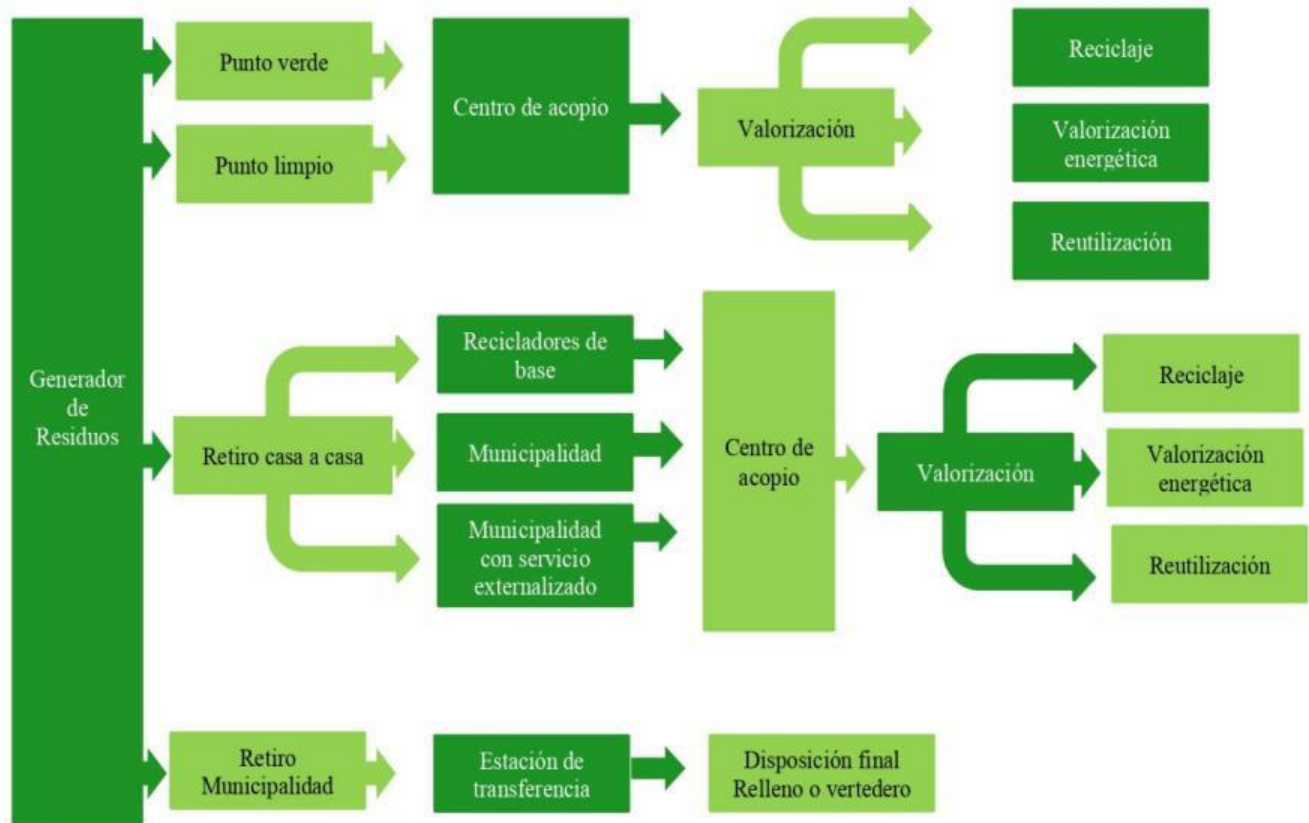 Generador
de
Residuos
Punto verde
Punto limpio
Centro de acopio
Valorización
Reciclaje
Valorización
energética
Reutilización
Retiro casa a casa
Recicladores de
base
Municipalidad
Municipalidad
con servicio
externalizado
Centro de
acopio
Valorización
Reciclaje
Valorización
energética
Reutilización
Retiro
Municipalidad
Estación de
transferencia
Disposición final
Relleno o vertedero